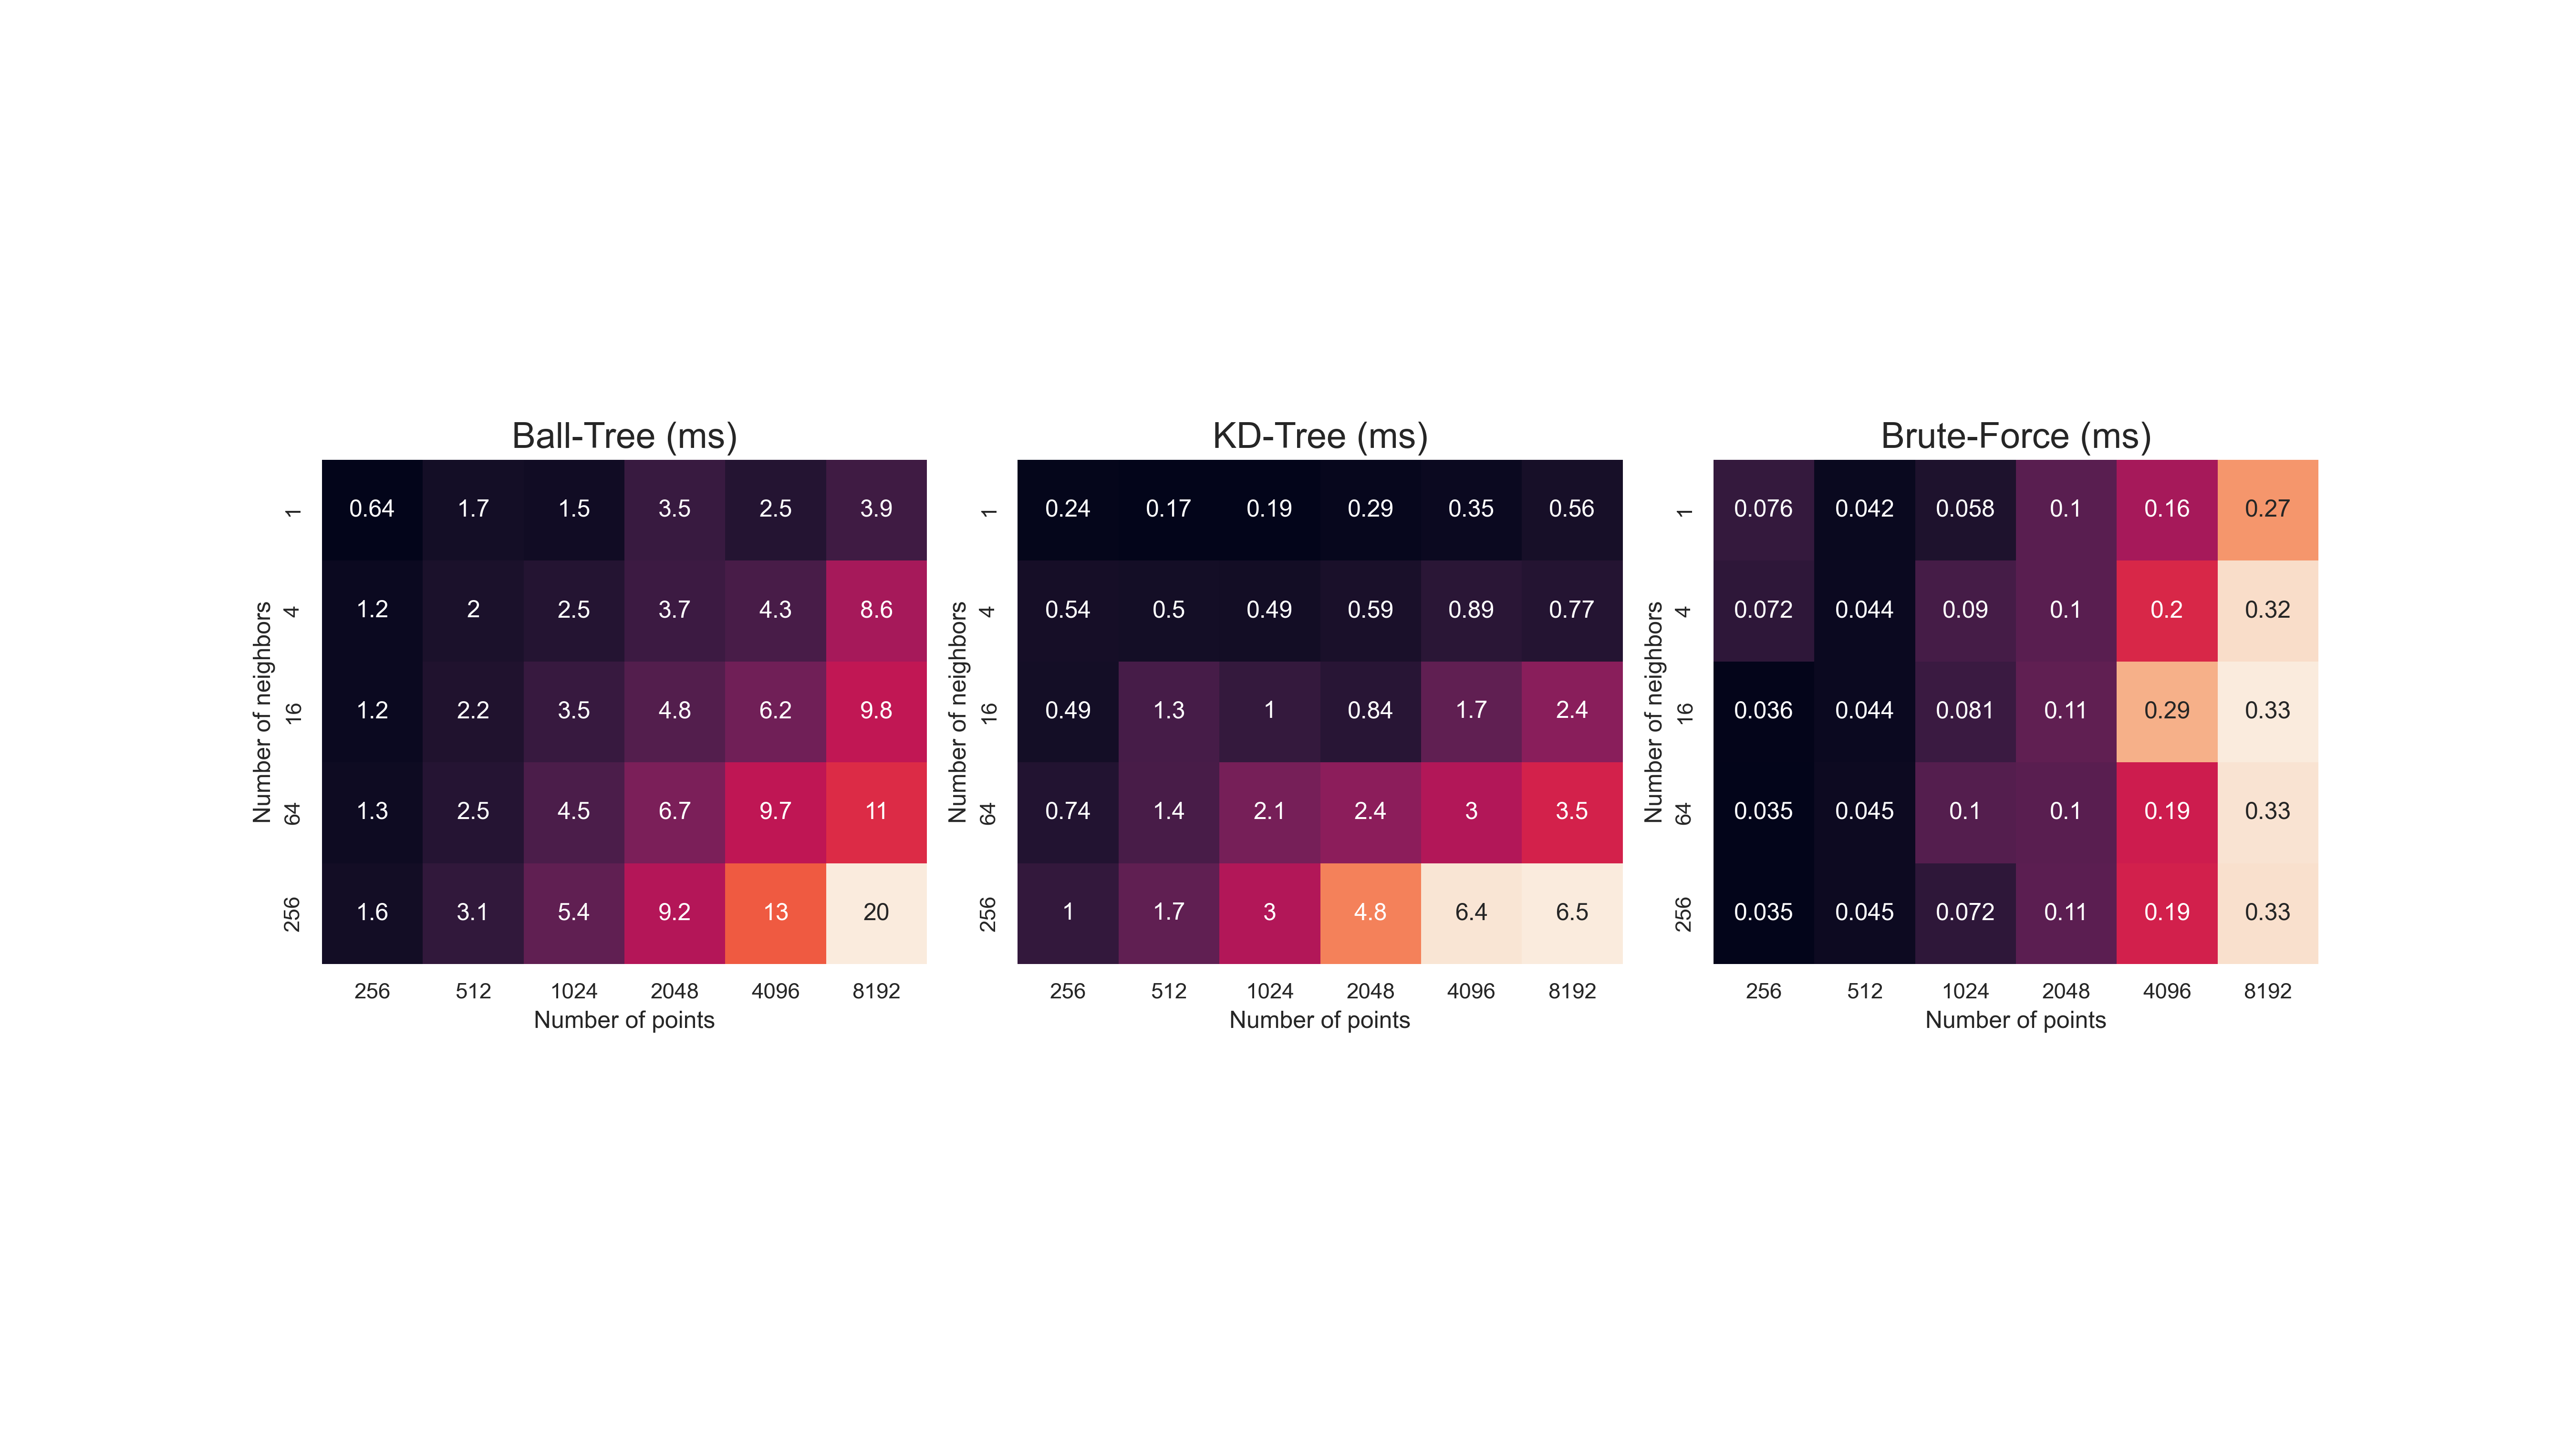 Ball-Tree (ms)
Number of neighbors
1 0.64 1.7 1.5 3.5 2.5 3.9
4 1.2 2 2.5 3.7 4.3 8.6
16 1.2 2.2 3.5 4.8 6.2 9.8
64 1.3 2.5 4.5 6.7 9.7 11
256 1.6 3.1 5.4 9.2 13 20
256 512 1024 2048 4096 8192
Number of points
KD-Tree (ms)
Number of neighbors
1 0.24 0.17 0.19 0.29 0.35 0.56
4 0.54 0.5 0.49 0.59 0.89 0.77
16 0.49 1.3 1 0.84 1.7 2.4
64 0.74 1.4 2.1 2.4 3 3.5
256 1 1.7 3 4.8 6.4 6.5
256 512 1024 2048 4096 8192
Number of points
Brute-Force (ms)
Number of neighbors
1 0.076 0.042 0.058 0.1 0.16 0.27
4 0.072 0.044 0.09 0.1 0.2 0.32
16 0.036 0.044 0.081 0.11 0.29 0.33
64 0.035 0.045 0.1 0.1 0.19 0.33
256 0.035 0.045 0.072 0.11 0.19 0.33
256 512 1024 2048 4096 8192
Number of points